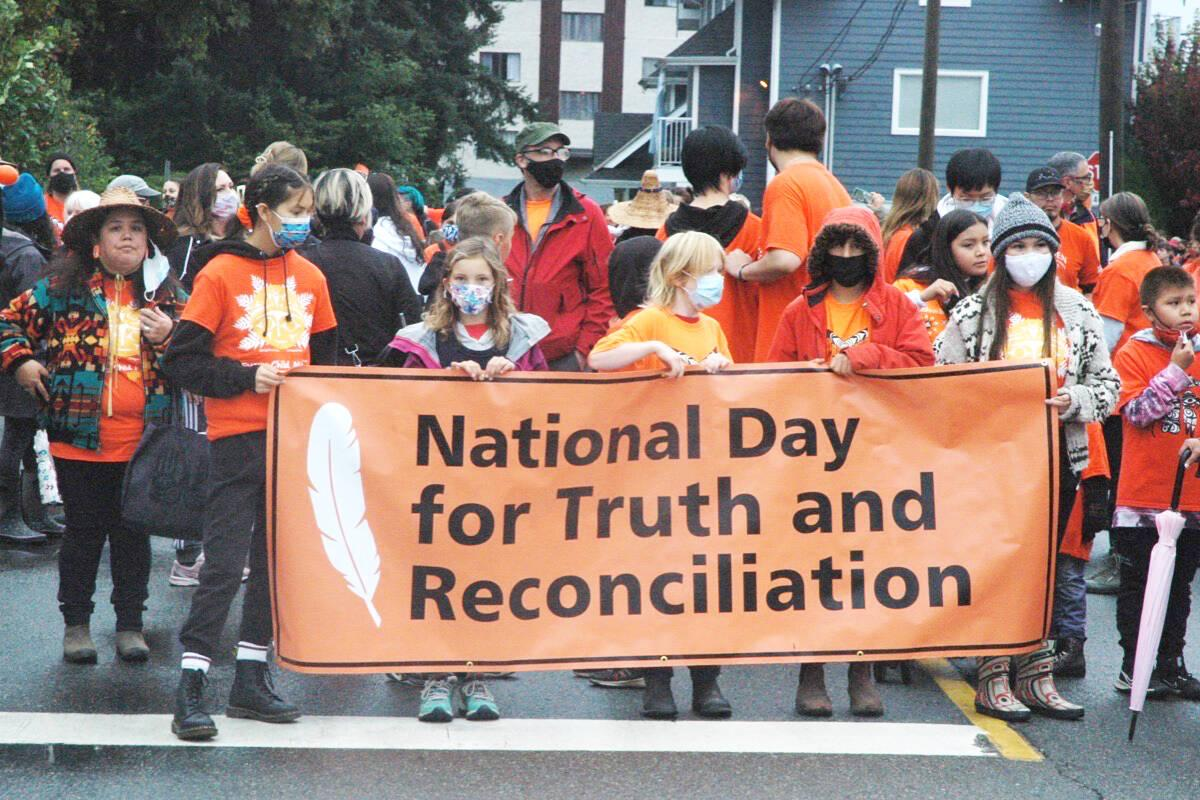 National Day
for Truth and
Reconciliation